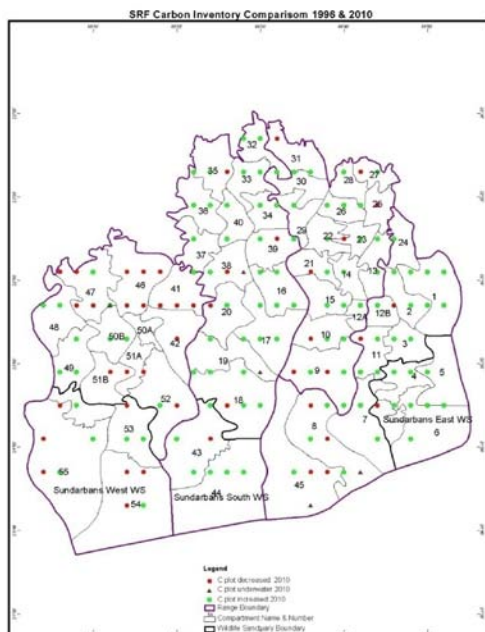 SRF Carbon Inventory Comparisom 1996 & 2010
32
31
35 33 30 28 27
36 40 34 26 25
29 22 23 24
37 38 39
21 14 13
47 46 41 16 1
48 20 15 12A 12B 2
50B 50A 42 17 10 11 3
51A
49 51B 19 9 4 5
52 18 7 Sundarbans East WS
53 43 8 6
55 Sundarbans West WS Sundarbans South WS 45
54 44
Legend
C plot decreased 2010
C plot underwater 2010
C plot increased 2010
Range Boundary
Compartment Name & Number
Wildlife Sanctuary Boundary